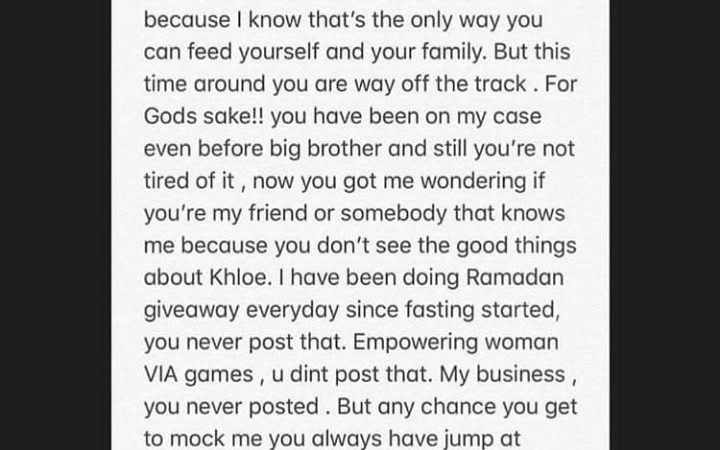 because I know that's the only way you
can feed yourself and your family. But this
time around you are way off the track . For
Gods sake!! you have been on my case
even before big brother and still you're not
tired of it , now you got me wondering if
you're my friend or somebody that knows
me because you don't see the good things
about Khloe. I have been doing Ramadan
giveaway everyday since fasting started,
you never post that. Empowering woman
VIA games , u dint post that. My business ,
you never posted . But any chance you get
to mock me you always have jump at